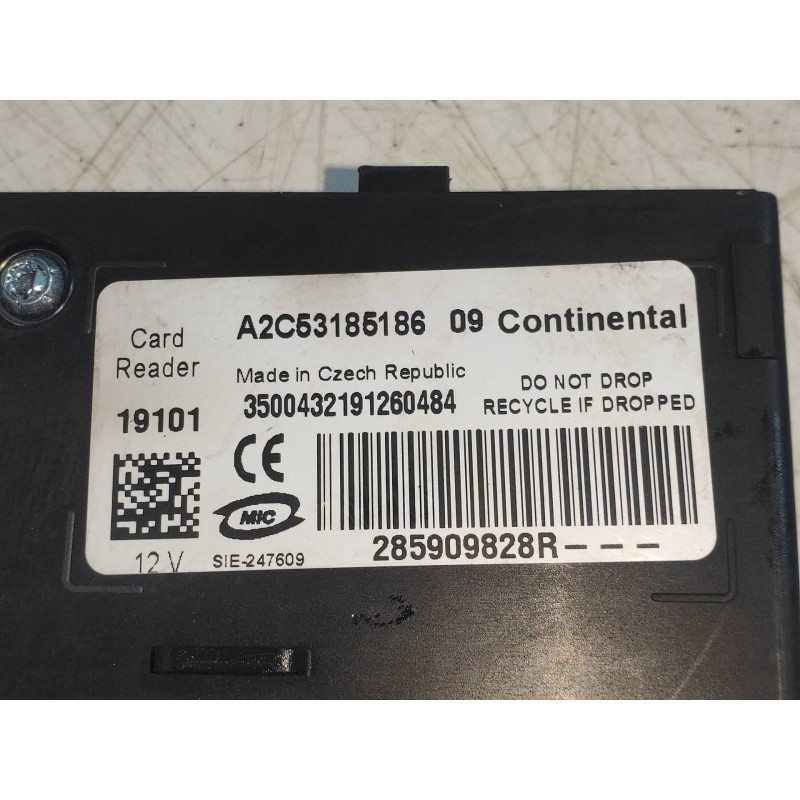 Card
Reader
A2C53185186 09 Continental
Made in Czech Republic
DO NOT DROP
19101
3500432191260484
RECYCLE IF DROPPED
CE
MIC
12 V
SIE-247609
285909828R---